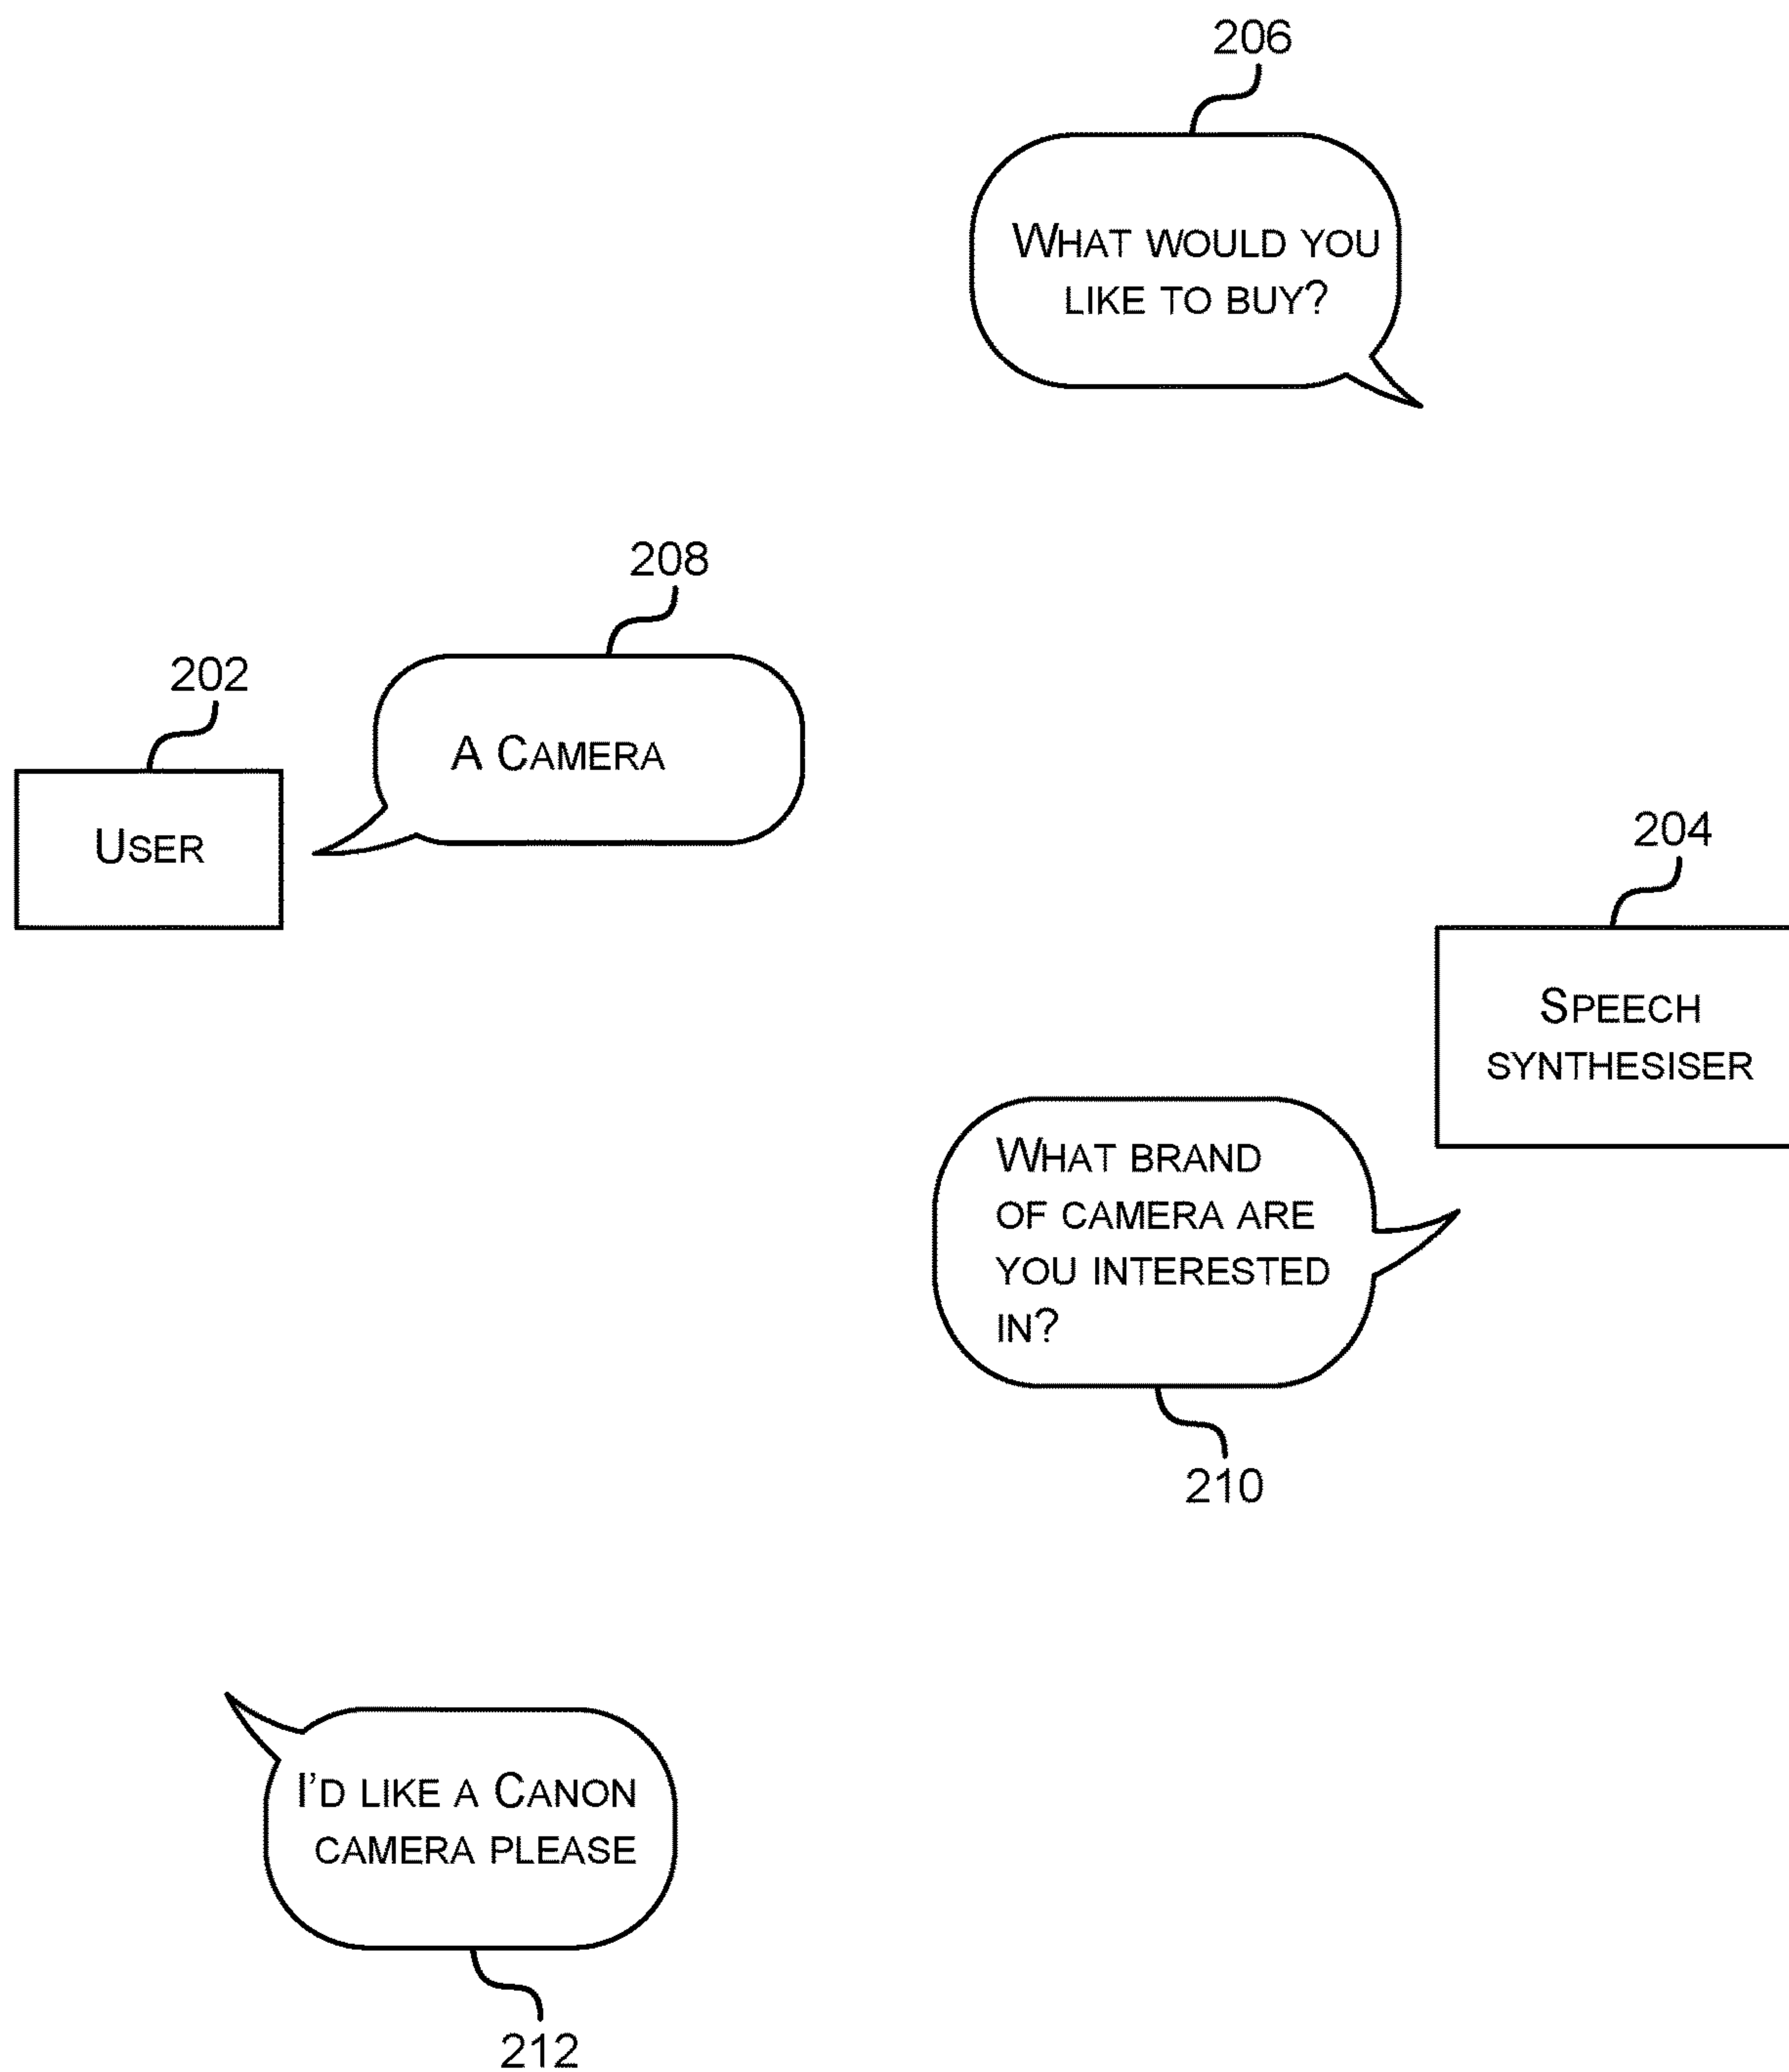 206
What would you
like to buy?
208
A Camera
202
User
204
Speech
synthesiser
What brand
of camera are
you interested
in?
210
I'd like a Canon
camera please
212